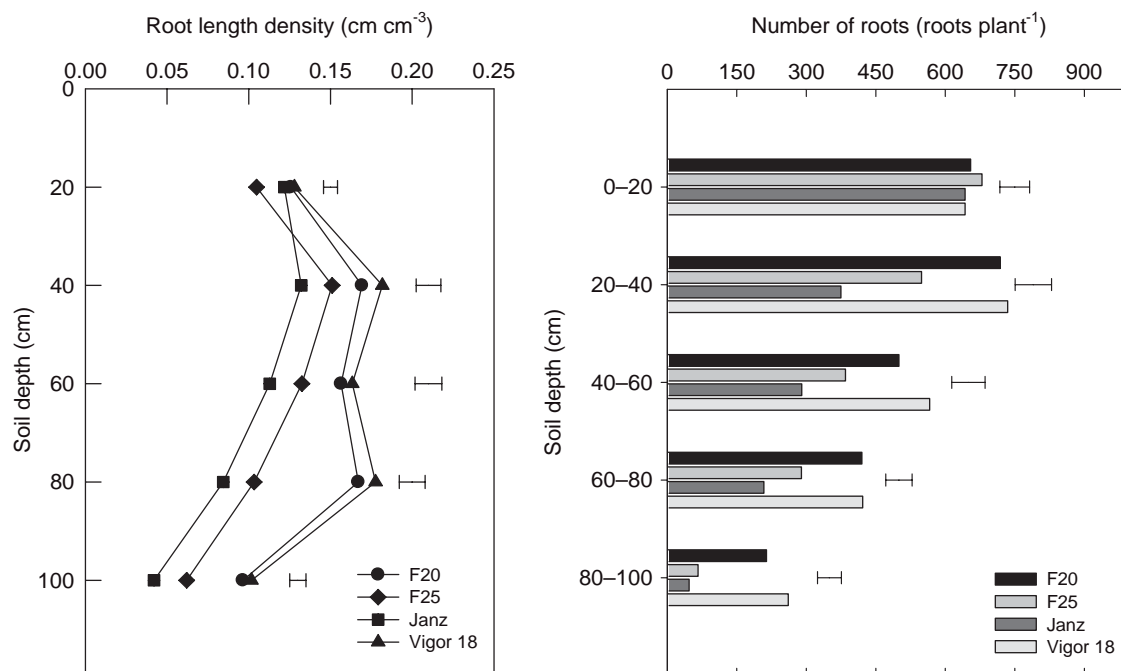 Root length density (cm cm⁻³)
0.00 0.05 0.10 0.15 0.20 0.25
0
20
40
60
80
100
Soil depth (cm)
F20
F25
Janz
Vigor 18
Number of roots (roots plant⁻¹)
0 150 300 450 600 750 900
0–20
20–40
40–60
60–80
80–100
Soil depth (cm)
F20
F25
Janz
Vigor 18